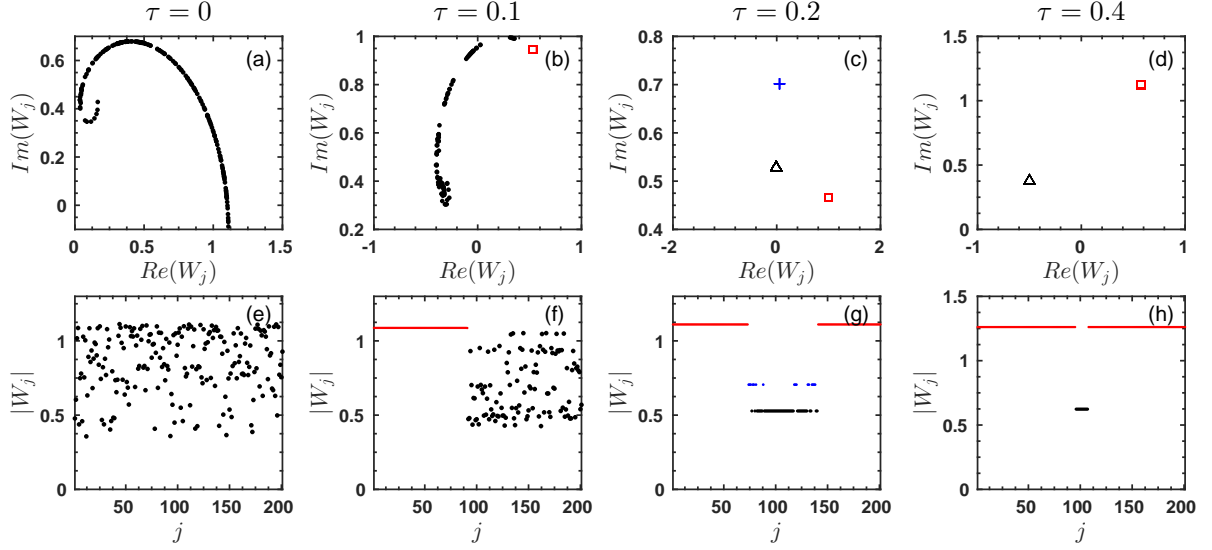 τ = 0
τ = 0.1
τ = 0.2
τ = 0.4
(a)
Im(W_j)
0.6
0.4
0.2
0
0
0.5
1
1.5
Re(W_j)
(b)
Im(W_j)
1
0.8
0.6
0.4
0.2
-1
0
1
Re(W_j)
(c)
Im(W_j)
0.8
0.7
0.6
0.5
0.4
-2
0
2
Re(W_j)
(d)
Im(W_j)
1.5
1
0.5
0
-1
0
1
Re(W_j)
(e)
|W_j|
1
0.5
0
50
100
150
200
j
(f)
|W_j|
1
0.5
0
50
100
150
200
j
(g)
|W_j|
1
0.5
0
50
100
150
200
j
(h)
|W_j|
1.5
1
0.5
0
50
100
150
200
j